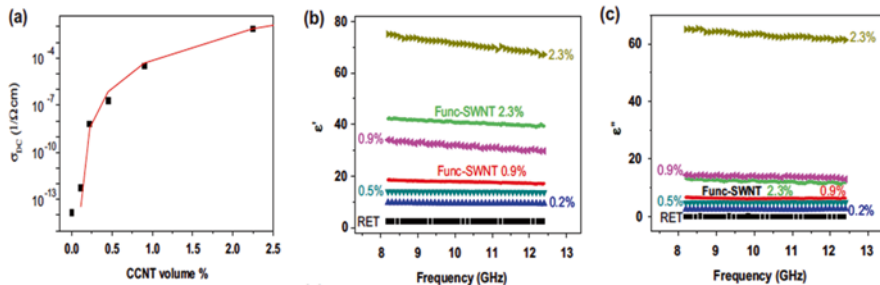 (a)
σDC (1/Ωcm)
10⁻⁴
10⁻⁷
10⁻¹⁰
10⁻¹³
0.0 0.5 1.0 1.5 2.0 2.5
CCNT volume %
(b)
ε'
80
60
40
20
0
2.3%
Func-SWNT 2.3%
0.9%
Func-SWNT 0.9%
0.5%
0.2%
RET
8 9 10 11 12 13
Frequency (GHz)
(c)
ε"
60
40
20
0
2.3%
0.9%
Func-SWNT 2.3% 0.9%
0.5%
0.2%
RET
7 8 9 10 11 12 13
Frequency (GHz)